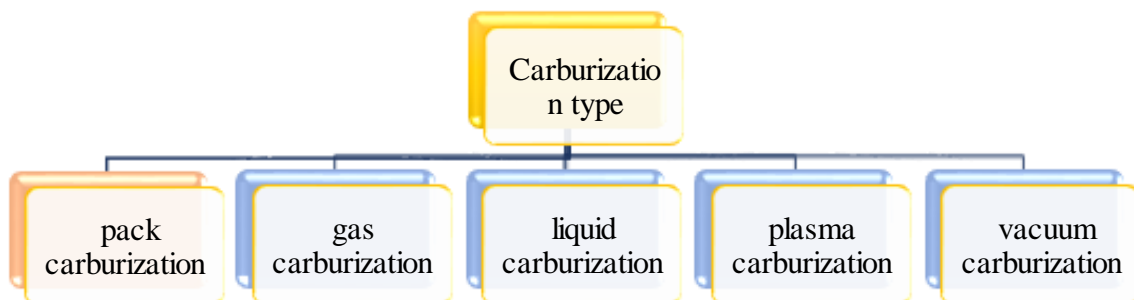 Carburizatio
n type
pack
carburization
gas
carburization
liquid
carburization
plasma
carburization
vacuum
carburization